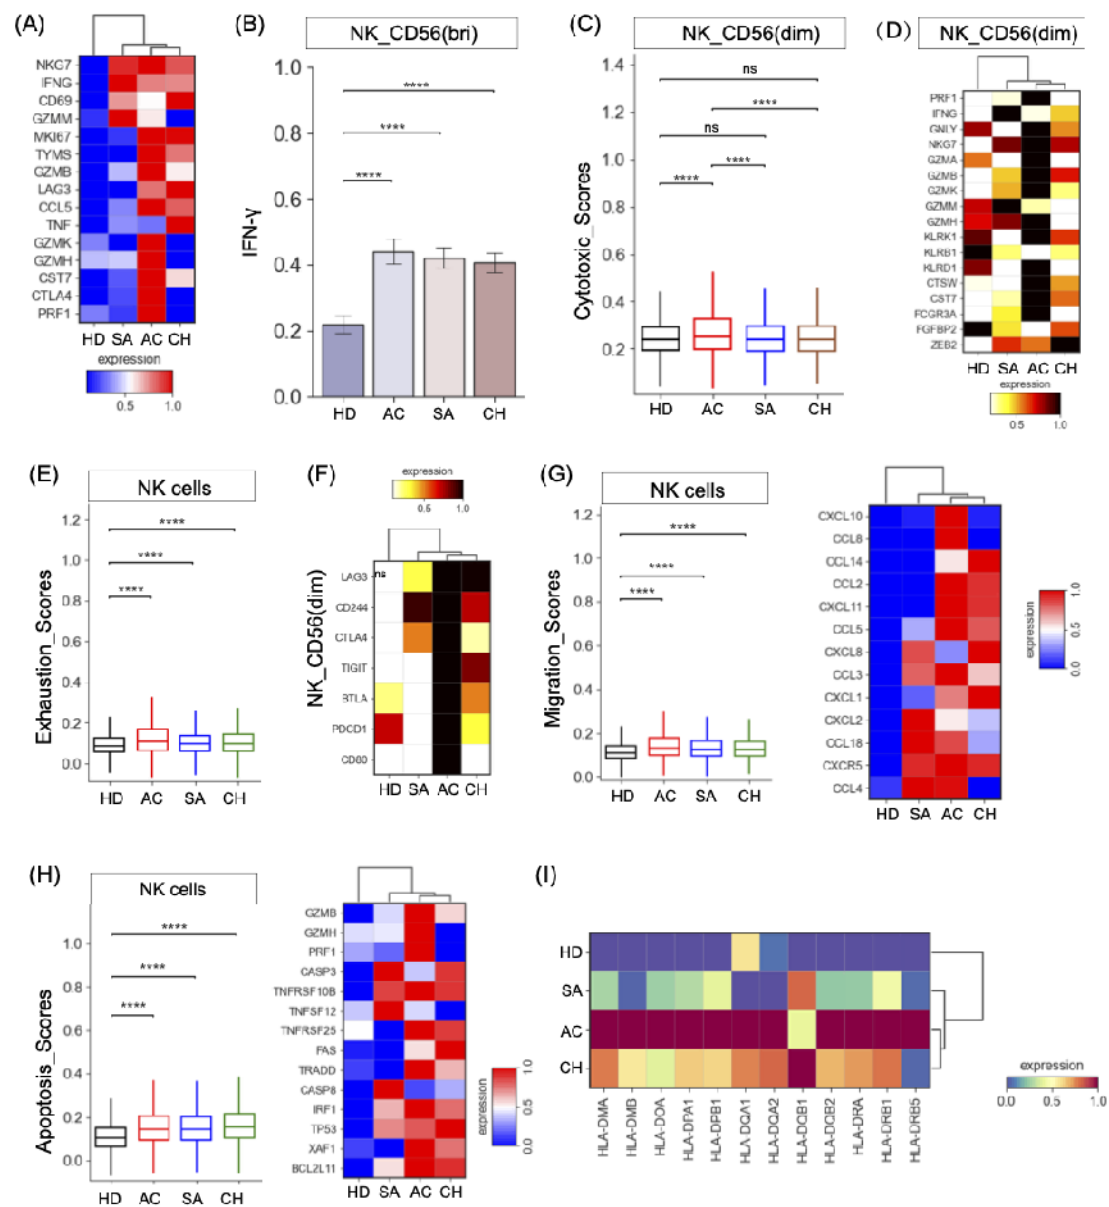 (A)
NKG7
IFNG
CD69
GZMM
MKI67
TYMS
GZMB
LAG3
CCL5
TNF
GZMK
GZMH
CST7
CTLA4
PRF1
HD SA AC CH
expression
0.5 1.0
(B)
NK_CD56(bri)
IFN-γ
1.0
0.8
0.6
0.4
0.2
0.0
****
****
****
HD AC SA CH
(C)
NK_CD56(dim)
Cytotoxic_Scores
1.4
1.2
1.0
0.8
0.6
0.4
0.2
ns
****
ns
****
****
HD AC SA CH
(D)
NK_CD56(dim)
PRF1
IFNG
GNLY
NKG7
GZMA
GZMB
GZMK
GZMM
GZMH
KLRK1
KLRB1
KLRD1
CTSW
CST7
FCGR3A
FGFBP2
ZEB2
HD SA AC CH
expression
0.5 1.0
(E)
NK cells
Exhaustion_Scores
1.2
1.0
0.8
0.6
0.4
0.2
0.0
****
****
****
HD AC SA CH
(F)
expression
0.5 1.0
NK_CD56(dim)
LAG3
ns
CD244
CTLA4
TIGIT
BTLA
PDCD1
CD80
HD SA AC CH
(G)
NK cells
Migration_Scores
1.2
1.0
0.8
0.6
0.4
0.2
0.0
****
****
****
HD AC SA CH
CXCL10
CCL8
CCL14
CCL2
CXCL11
CCL5
CXCL8
CCL3
CXCL1
CXCL2
CCL18
CXCR5
CCL4
HD SA AC CH
expression
0.0 0.5 1.0
(H)
NK cells
Apoptosis_Scores
1.0
0.8
0.6
0.4
0.2
0.0
****
****
****
HD AC SA CH
GZMB
GZMH
PRF1
CASP3
TNFRSF10B
TNFSF12
TNFRSF25
FAS
TRADD
CASP8
IRF1
TP53
XAF1
BCL2L11
HD SA AC CH
expression
0.0 0.5 1.0
(I)
HD
SA
AC
CH
HLA-DMA
HLA-DMB
HLA-DOA
HLA-DPA1
HLA-DPB1
HLA-DQA1
HLA-DQA2
HLA-DQB1
HLA-DQB2
HLA-DRA
HLA-DRB1
HLA-DRB5
expression
0.0 0.5 1.0